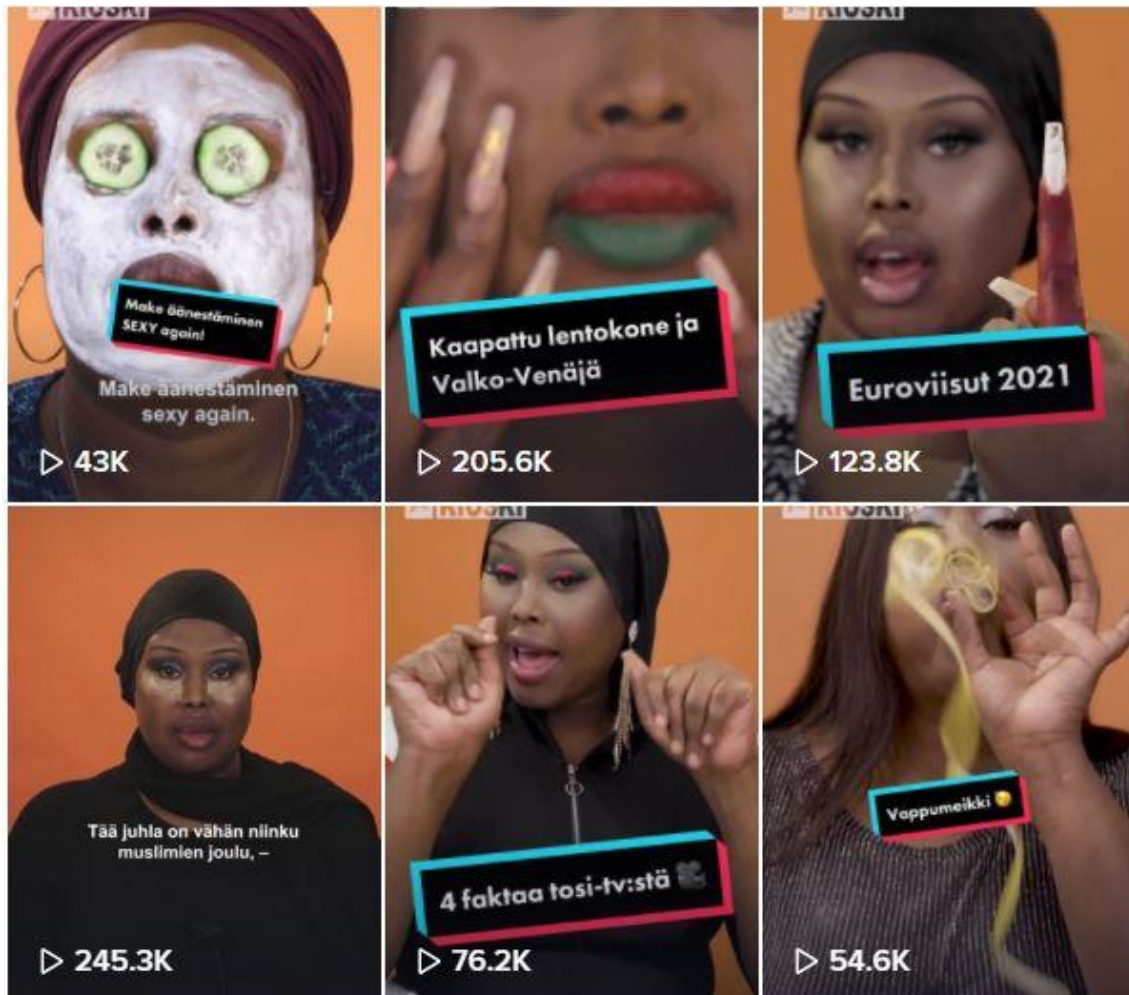 KIOSKI
KIOSKI
Make äänestäminen
SEXY again!
Make äänestäminen
sexy again.
43K
Kaapattu lentokone ja
Valko-Venäjä
205.6K
Euroviisut 2021
123.8K
Tää juhla on vähän niinku
muslimien joulu, –
245.3K
KIOSKI
4 faktaa tosi-tv:stä
76.2K
KIOSKI
Vappumeikki
54.6K